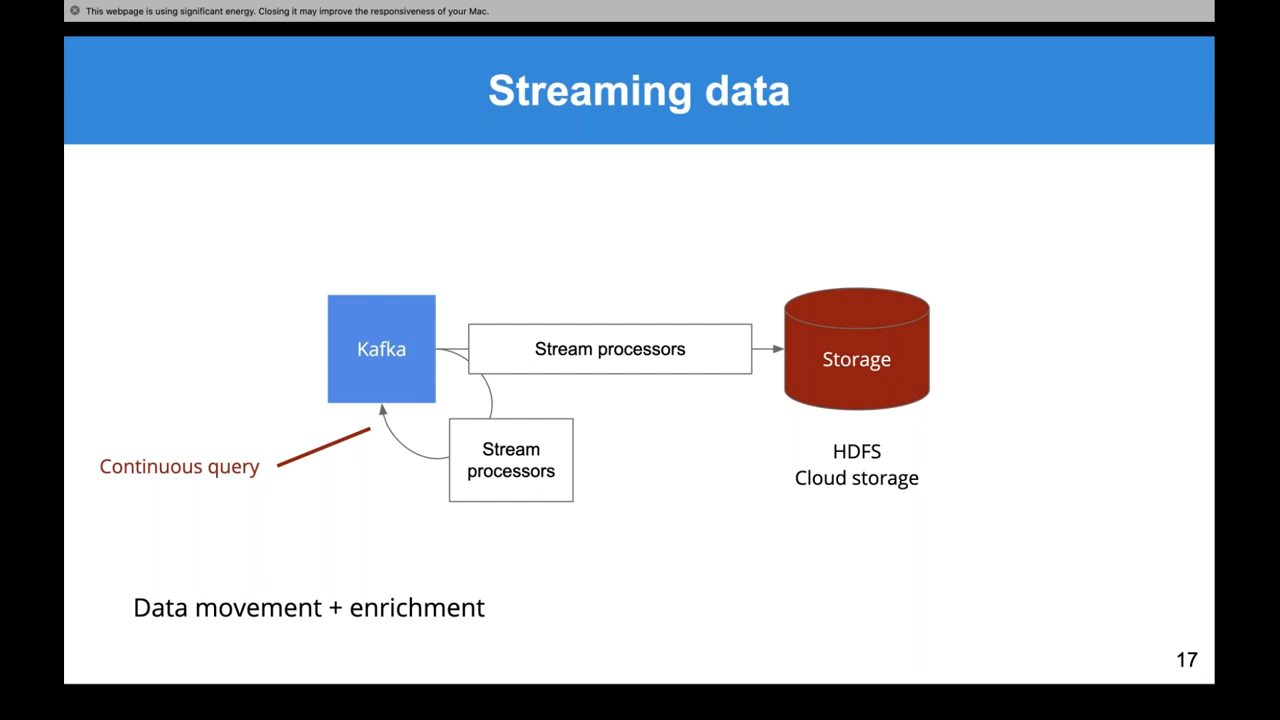 This webpage is using significant energy. Closing it may improve the responsiveness of your Mac.
Streaming data
Kafka
Stream processors
Storage
Stream
processors
Continuous query
HDFS
Cloud storage
Data movement + enrichment
17